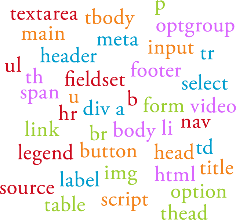 p
textarea tbody optgroup
main meta input tr
header
ul th fieldset footer select
span u b form video
hr div a nav
link br body li
legend button head td
img html title
source label option
table script thead